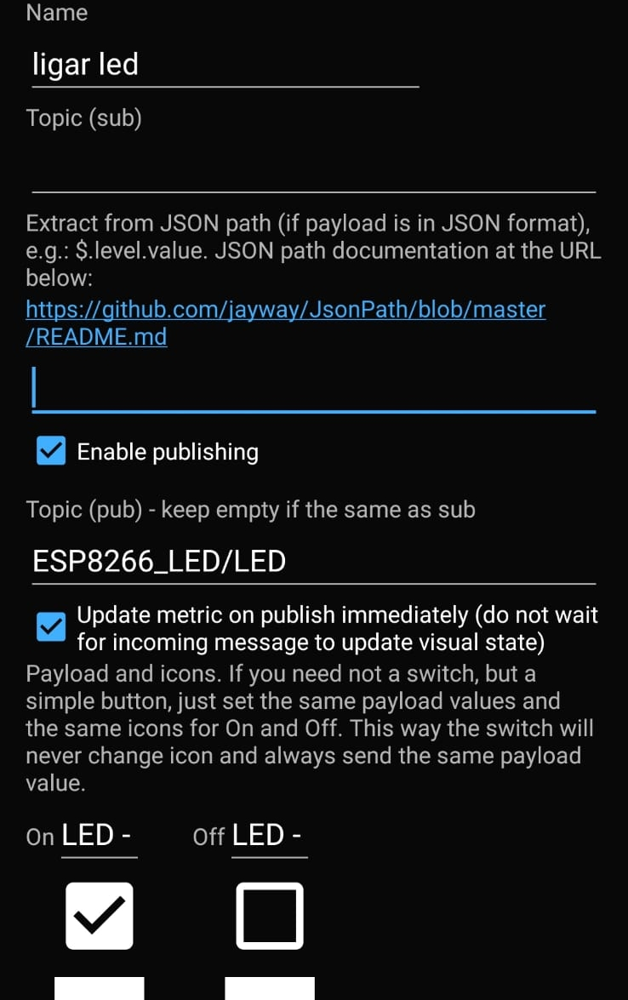 Name
ligar led
Topic (sub)
Extract from JSON path (if payload is in JSON format),
e.g.: $.level.value. JSON path documentation at the URL
below:
https://github.com/jayway/JsonPath/blob/master
/README.md
Enable publishing
Topic (pub) - keep empty if the same as sub
ESP8266_LED/LED
Update metric on publish immediately (do not wait
for incoming message to update visual state)
Payload and icons. If you need not a switch, but a
simple button, just set the same payload values and
the same icons for On and Off. This way the switch will
never change icon and always send the same payload
value.
On LED - Off LED -